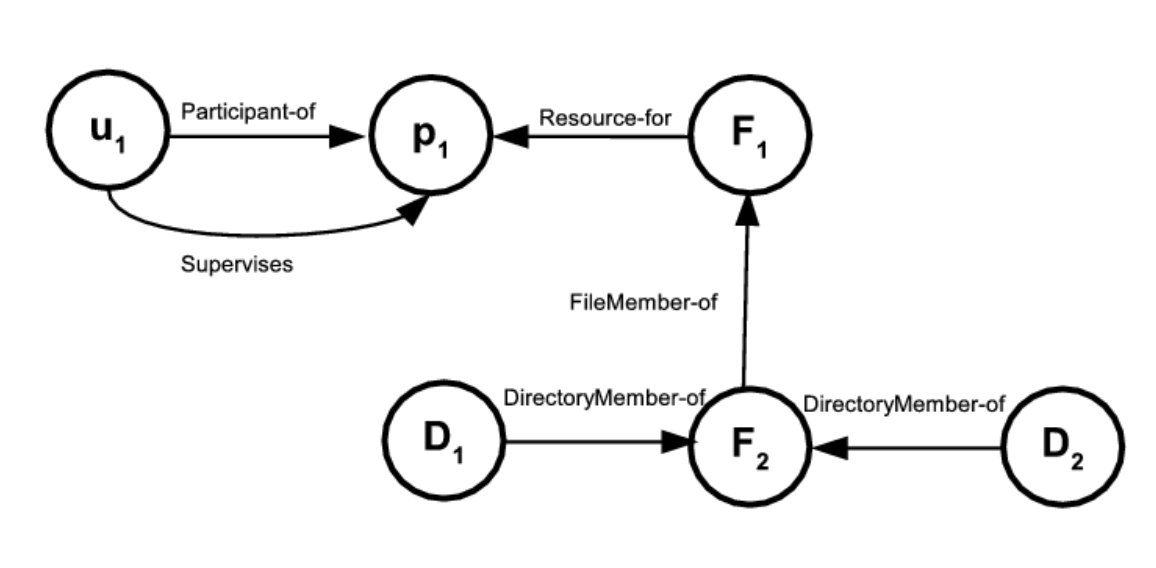 u1
Participant-of
p1
Resource-for
F1
Supervises
FileMember-of
D1
DirectoryMember-of
F2
DirectoryMember-of
D2